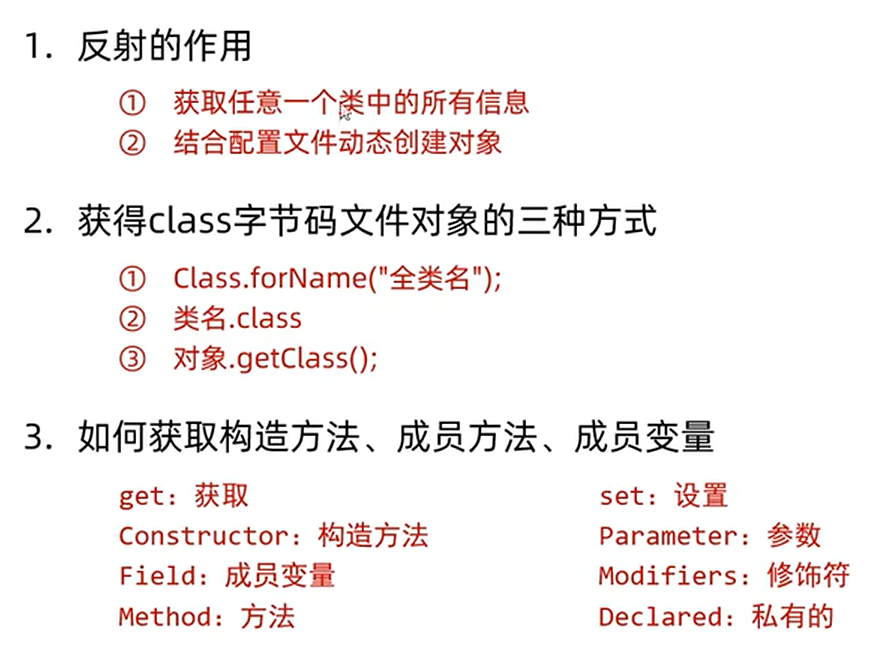 1. 反射的作用
① 获取任意一个类中的所有信息
② 结合配置文件动态创建对象
2. 获得class字节码文件对象的三种方式
① Class.forName("全类名");
② 类名.class
③ 对象.getClass();
3. 如何获取构造方法、成员方法、成员变量
get：获取 set：设置
Constructor：构造方法 Parameter：参数
Field：成员变量 Modifiers：修饰符
Method：方法 Declared：私有的